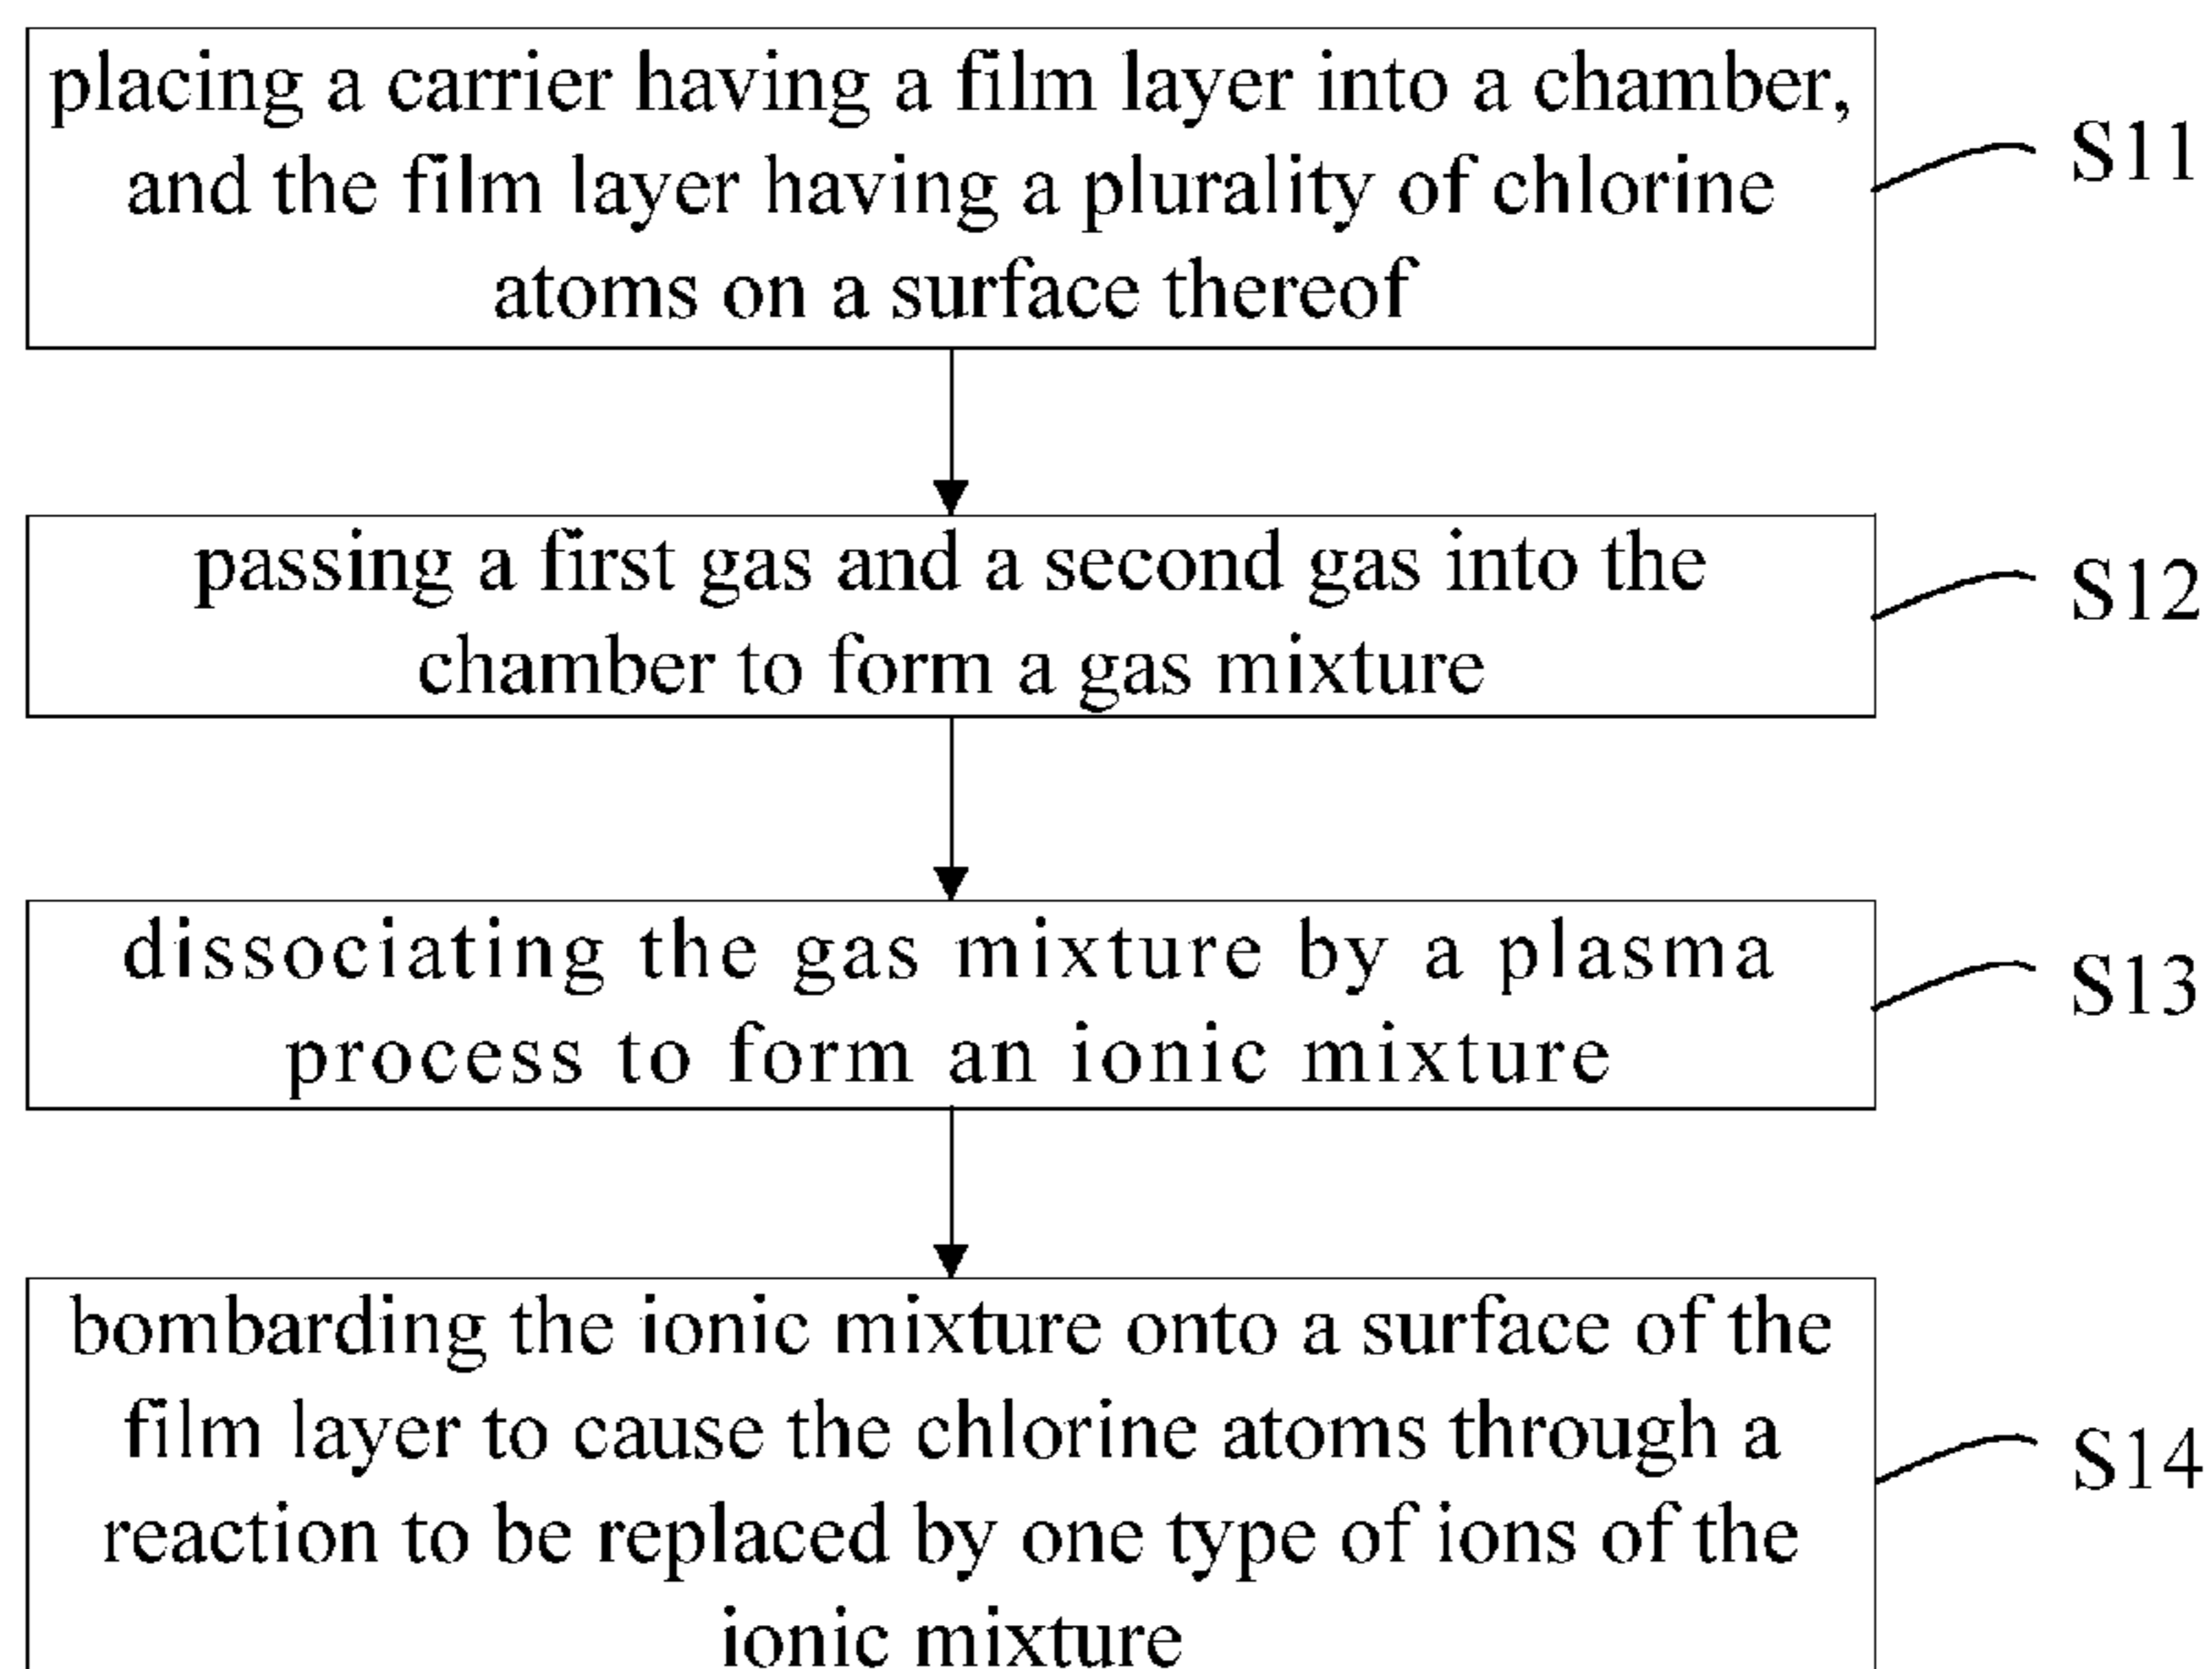 placing a carrier having a film layer into a chamber,
and the film layer having a plurality of chlorine
atoms on a surface thereof
S11
passing a first gas and a second gas into the
chamber to form a gas mixture
S12
dissociating the gas mixture by a plasma
process to form an ionic mixture
S13
bombarding the ionic mixture onto a surface of the
film layer to cause the chlorine atoms through a
reaction to be replaced by one type of ions of the
ionic mixture
S14